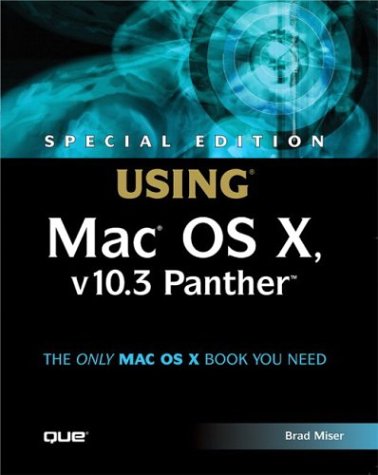 SPECIAL EDITION
USING®
Mac® OS X,
v10.3 Panther™
THE ONLY MAC OS X BOOK YOU NEED
QUE®
Brad Miser